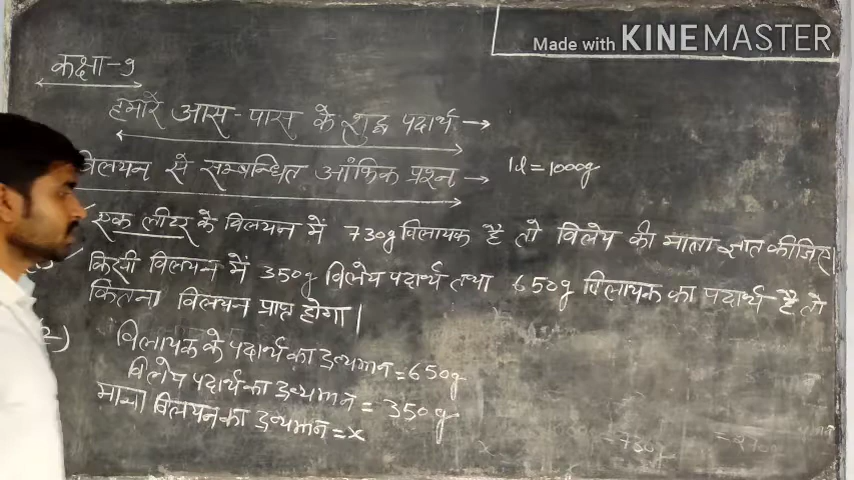 Made with KINEMASTER
कक्षा-9
हमारे आस-पास के शुद्ध पदार्थ
विलयन से सम्बन्धित आंकिक प्रश्न 1l = 1000g
एक लीटर के विलयन में 730g विलायक है तो विलेय की मात्रा ज्ञात कीजिए
किसी विलयन में 350g विलेय पदार्थ तथा 650g विलायक का पदार्थ है तो
कितना विलयन प्राप्त होगा।
विलायक के पदार्थ का द्रव्यमान = 650g
विलेय पदार्थ का द्रव्यमान = 350g
माना विलयन का द्रव्यमान = x